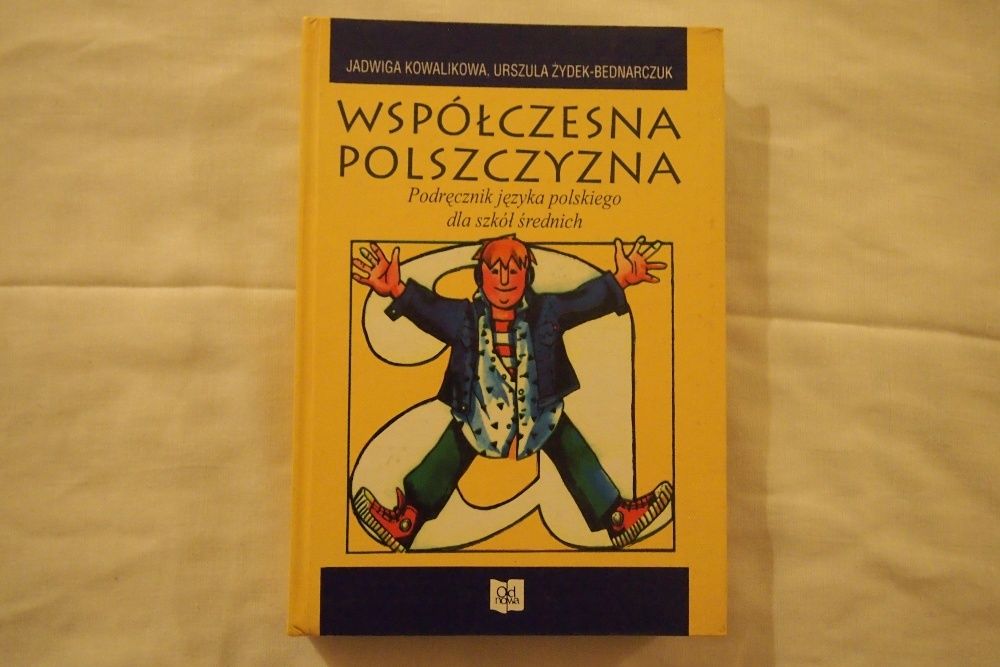 JADWIGA KOWALIKOWA, URSZULA ŻYDEK-BEDNARCZUK
WSPÓŁCZESNA
POLSZCZYZNA
Podręcznik języka polskiego
dla szkół średnich
Od
nowa